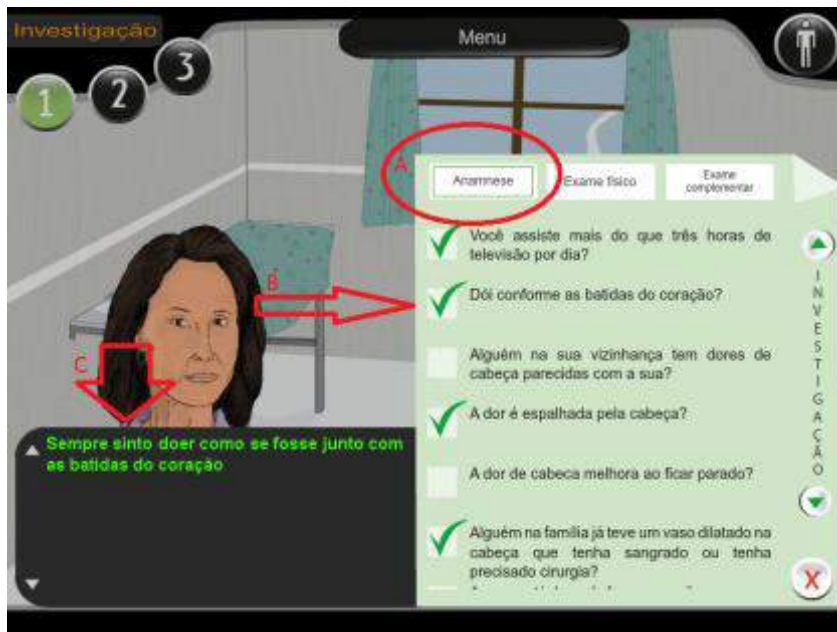 Investigação
Menu
1
2
3
A
Anamnese
Exame físico
Exame
complementar
Você assiste mais do que três horas de
televisão por dia?
B
Dói conforme as batidas do coração?
Alguém na sua vizinhança tem dores de
cabeça parecidas com a sua?
C
A dor é espalhada pela cabeça?
Sempre sinto doer como se fosse junto com
as batidas do coração
A dor de cabeca melhora ao ficar parado?
Alguém na família já teve um vaso dilatado na
cabeça que tenha sangrado ou tenha
precisado cirurgia?
INVESTIGAÇÃO
X